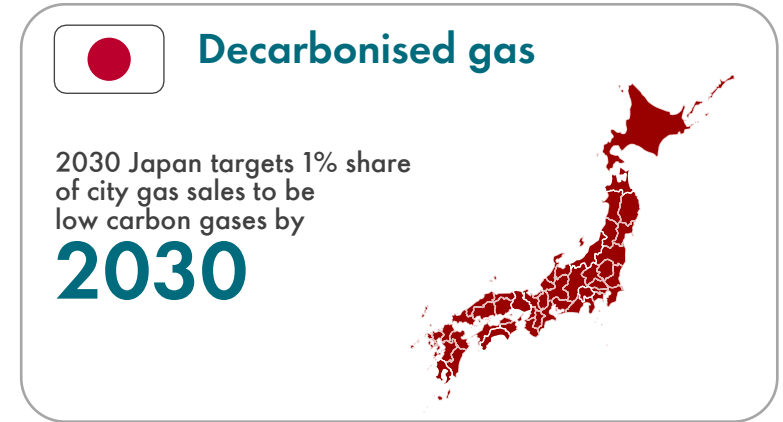 Decarbonised gas
2030 Japan targets 1% share
of city gas sales to be
low carbon gases by
2030